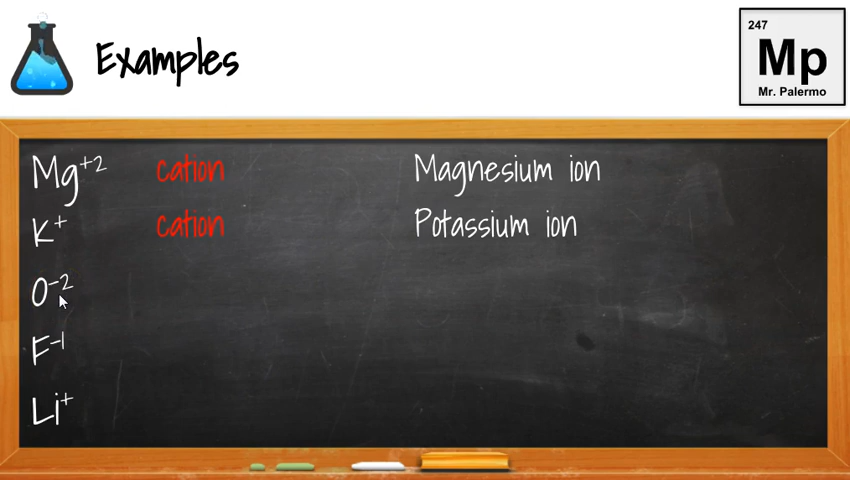 Examples
247
Mp
Mr. Palermo
Mg+2 cation Magnesium ion
K+ cation Potassium ion
O-2
F-1
Li+